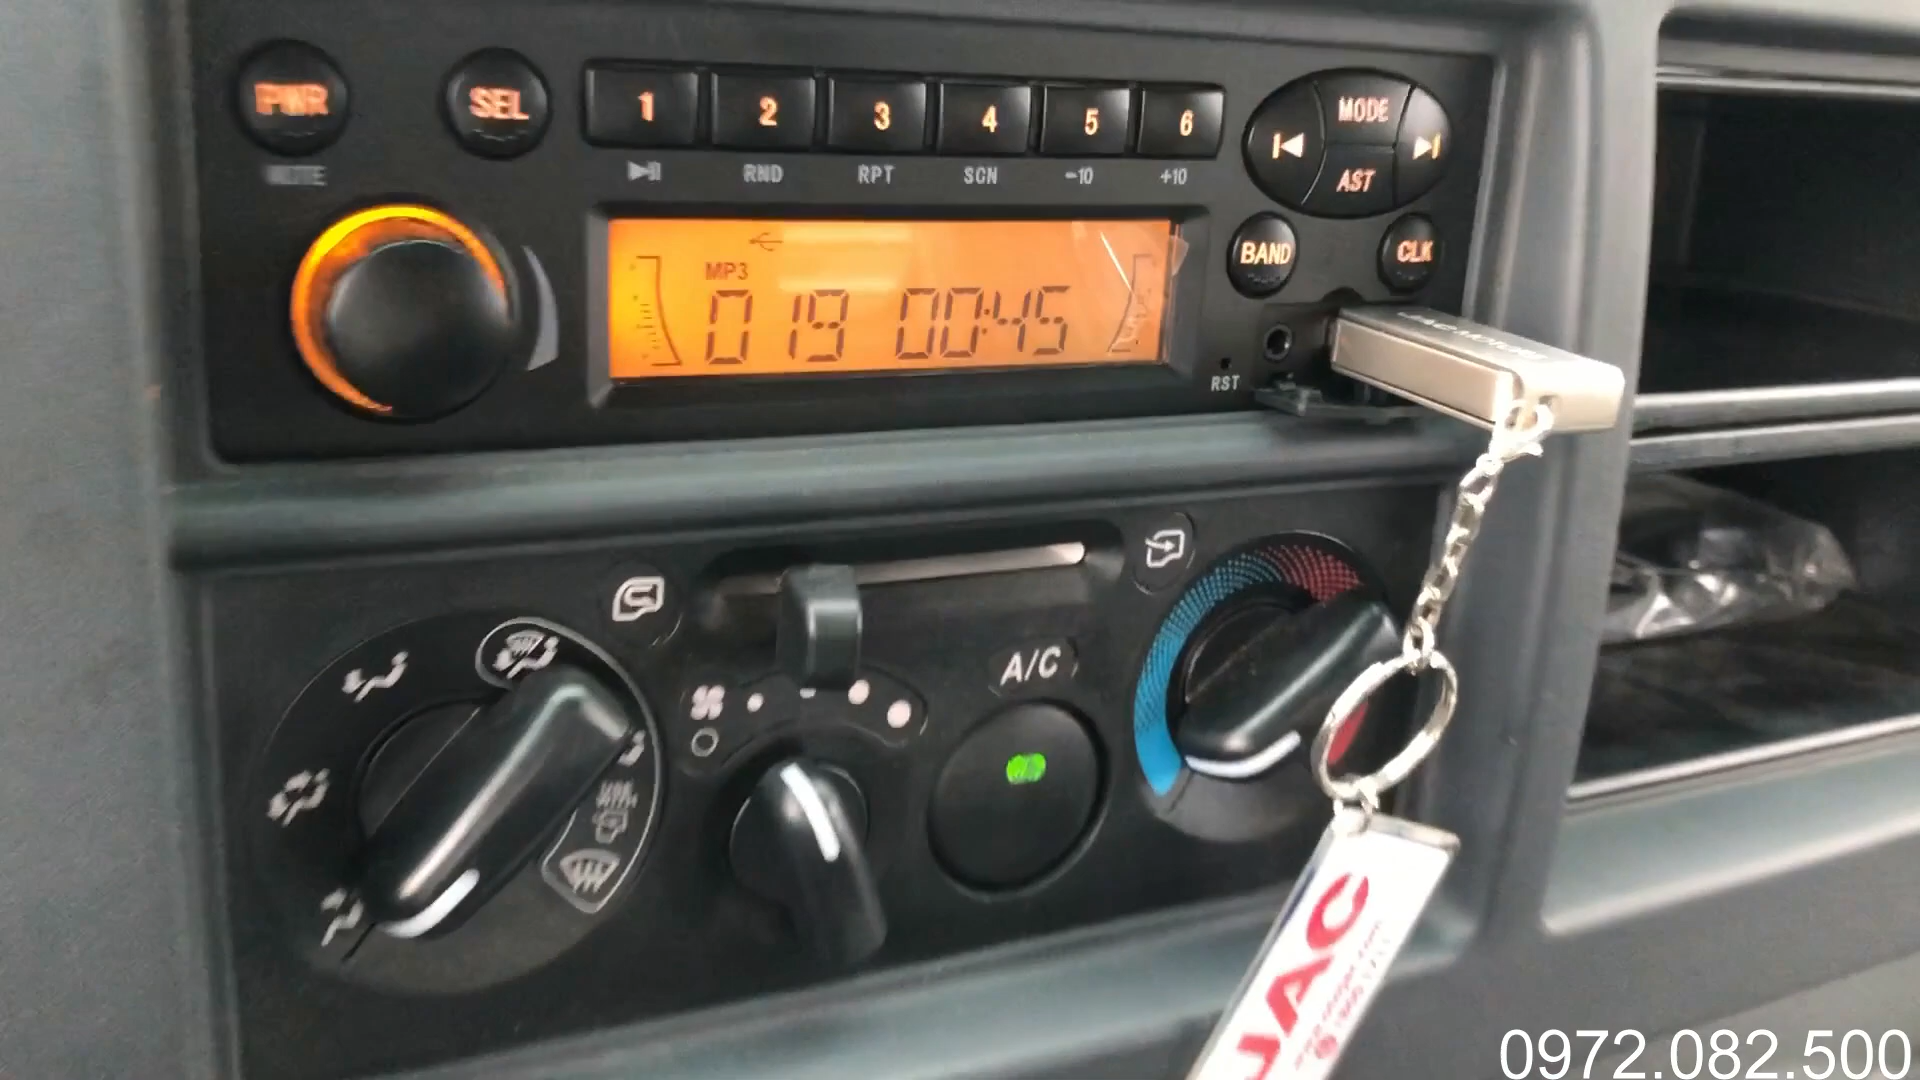 PWR
SEL
1
2
3
4
5
6
MODE
AST
MUTE
RND
RPT
SCN
-10
+10
BAND
CLK
MP3
019 00:45
RST
A/C
JAC
0972.082.500